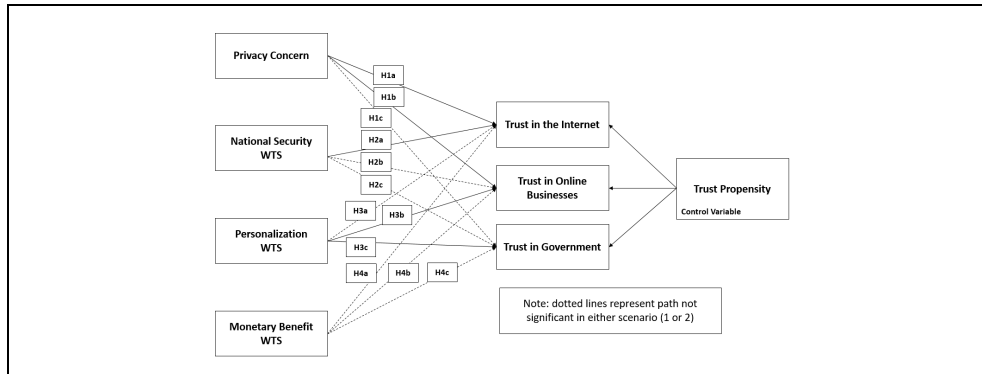 Privacy Concern
H1a
H1b
H1c
National Security
WTS
H2a
H2b
H2c
Personalization
WTS
H3a
H3b
H3c
Monetary Benefit
WTS
H4a
H4b
H4c
Trust in the Internet
Trust in Online
Businesses
Trust in Government
Trust Propensity
Control Variable
Note: dotted lines represent path not
significant in either scenario (1 or 2)